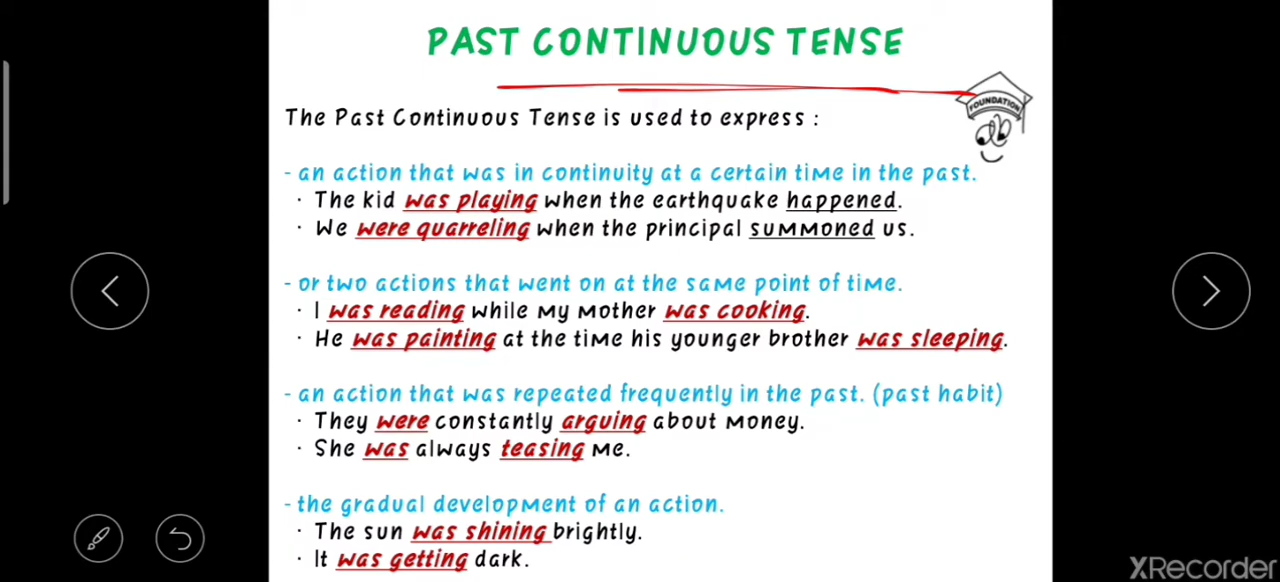 PAST CONTINUOUS TENSE
FOUNDATION
The Past Continuous Tense is used to express :
- an action that was in continuity at a certain time in the past.
· The kid was playing when the earthquake happened.
· We were quarreling when the principal summoned us.
- or two actions that went on at the same point of time.
· I was reading while my mother was cooking.
· He was painting at the time his younger brother was sleeping.
- an action that was repeated frequently in the past. (past habit)
· They were constantly arguing about money.
· She was always teasing me.
- the gradual development of an action.
· The sun was shining brightly.
· It was getting dark.
XRecorder